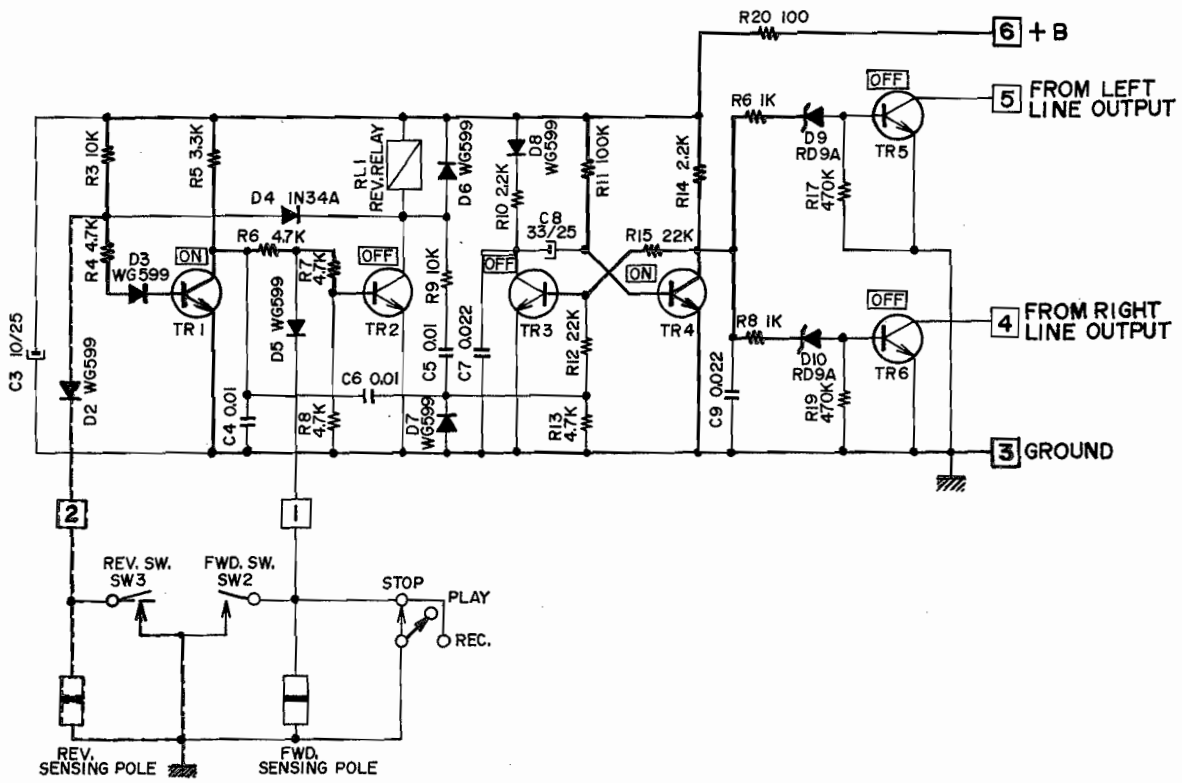 R20 100
6 + B
OFF
5 FROM LEFT
LINE OUTPUT
R6 1K
D9
RD9A
TR5
R3 10K
R5 3.3K
RL.1
REV. RELAY
D6 WG599
D8
WG599
R11 100K
R14 2.2K
R17
470K
D4 1N34A
R10 2.2K
C8
33/25
R4 4.7K
D3
WG599
ON
R6 4.7K
R7
4.7K
OFF
R9 10K
OFF
R15 22K
ON
OFF
4 FROM RIGHT
LINE OUTPUT
TR1
D5 WG599
TR2
TR3
TR4
R8 1K
D10
RD9A
TR6
C3 10/25
D2 WG599
C5 0.01
C7 0.022
R12 22K
C9 0.022
R19
470K
C6 0.01
C4 0.01
R8
4.7K
D7
WG599
R13
4.7K
3 GROUND
2
1
REV. SW.
SW3
FWD. SW.
SW2
STOP
PLAY
REC.
REV.
SENSING POLE
FWD.
SENSING POLE